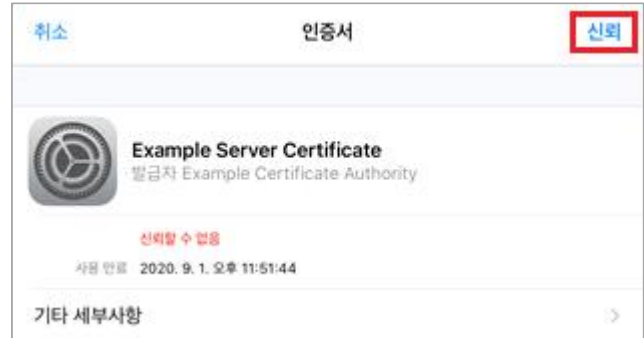 취소 인증서 신뢰
Example Server Certificate
발급자 Example Certificate Authority
신뢰할 수 없음
사용 만료 2020. 9. 1. 오후 11:51:44
기타 세부사항